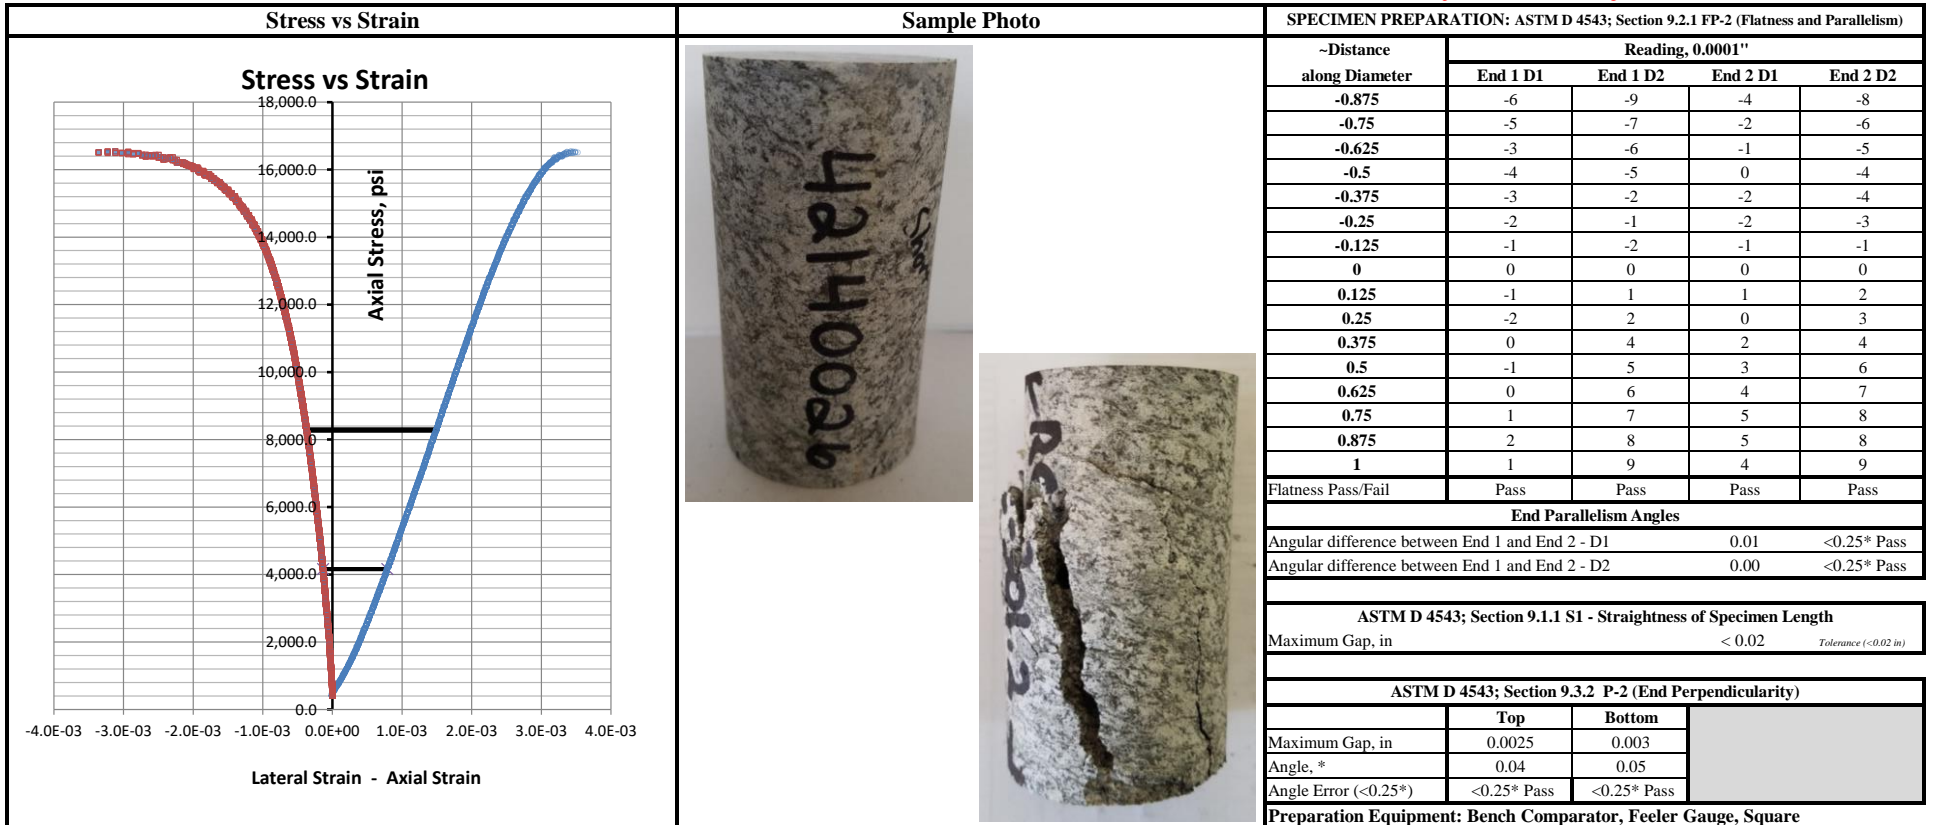 Stress vs Strain
Sample Photo
SPECIMEN PREPARATION: ASTM D 4543; Section 9.2.1 FP-2 (Flatness and Parallelism)
Stress vs Strain
18,000.0
16,000.0
14,000.0
12,000.0
10,000.0
8,000.0
6,000.0
4,000.0
2,000.0
0.0
Axial Stress, psi
-4.0E-03 -3.0E-03 -2.0E-03 -1.0E-03 0.0E+00 1.0E-03 2.0E-03 3.0E-03 4.0E-03
Lateral Strain - Axial Strain
42140026
~Distance Reading, 0.0001"
along Diameter End 1 D1 End 1 D2 End 2 D1 End 2 D2
-0.875 -6 -9 -4 -8
-0.75 -5 -7 -2 -6
-0.625 -3 -6 -1 -5
-0.5 -4 -5 0 -4
-0.375 -3 -2 -2 -4
-0.25 -2 -1 -2 -3
-0.125 -1 -2 -1 -1
0 0 0 0 0
0.125 -1 1 1 2
0.25 -2 2 0 3
0.375 0 4 2 4
0.5 -1 5 3 6
0.625 0 6 4 7
0.75 1 7 5 8
0.875 2 8 5 8
1 1 9 4 9
Flatness Pass/Fail Pass Pass Pass Pass
End Parallelism Angles
Angular difference between End 1 and End 2 - D1 0.01 <0.25* Pass
Angular difference between End 1 and End 2 - D2 0.00 <0.25* Pass
ASTM D 4543; Section 9.1.1 S1 - Straightness of Specimen Length
Maximum Gap, in < 0.02 Tolerance (<0.02 in)
ASTM D 4543; Section 9.3.2 P-2 (End Perpendicularity)
Top Bottom
Maximum Gap, in 0.0025 0.003
Angle, * 0.04 0.05
Angle Error (<0.25*) <0.25* Pass <0.25* Pass
Preparation Equipment: Bench Comparator, Feeler Gauge, Square